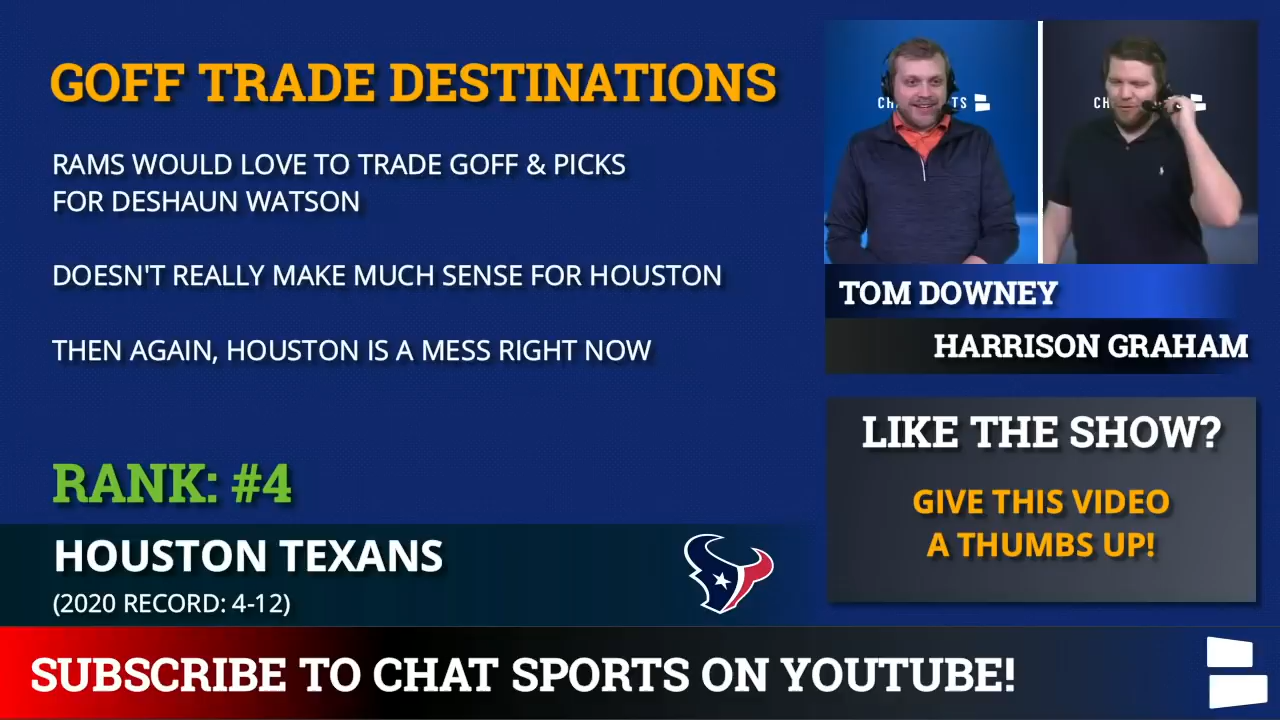 GOFF TRADE DESTINATIONS
RAMS WOULD LOVE TO TRADE GOFF & PICKS
FOR DESHAUN WATSON
DOESN'T REALLY MAKE MUCH SENSE FOR HOUSTON
THEN AGAIN, HOUSTON IS A MESS RIGHT NOW
RANK: #4
HOUSTON TEXANS
(2020 RECORD: 4-12)
TOM DOWNEY
HARRISON GRAHAM
LIKE THE SHOW?
GIVE THIS VIDEO
A THUMBS UP!
SUBSCRIBE TO CHAT SPORTS ON YOUTUBE!